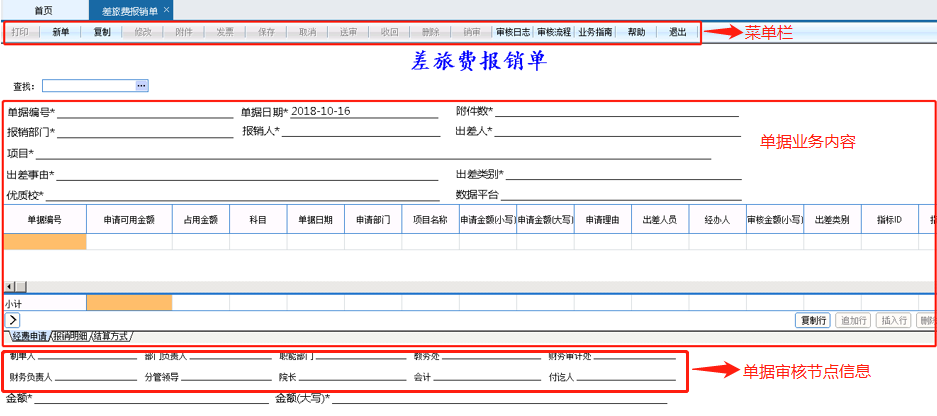 首页 差旅费报销单 ×
打印 新单 复制 修改 附件 发票 保存 取消 送审 收回 删除 销审 审核日志 审核流程 业务指南 帮助 退出 菜单栏
差旅费报销单
查找: ...
单据编号* 单据日期* 2018-10-16 附件数*
报销部门* 报销人* 出差人*
单据业务内容
项目*
出差事由* 出差类别*
优质校* 数据平台
单据编号 申请可用金额 占用金额 科目 单据日期 申请部门 项目名称 申请金额(小写) 申请金额(大写) 申请理由 出差人员 经办人 审核金额(小写) 出差类别 指标ID
小计
复制行 追加行 插入行 删除
经费申请 报销明细 结算方式
制单人 部门负责人 职能部门 教务处 财务审计处
财务负责人 分管领导 院长 会计 付讫人
单据审核节点信息
金额* 金额(大写)*